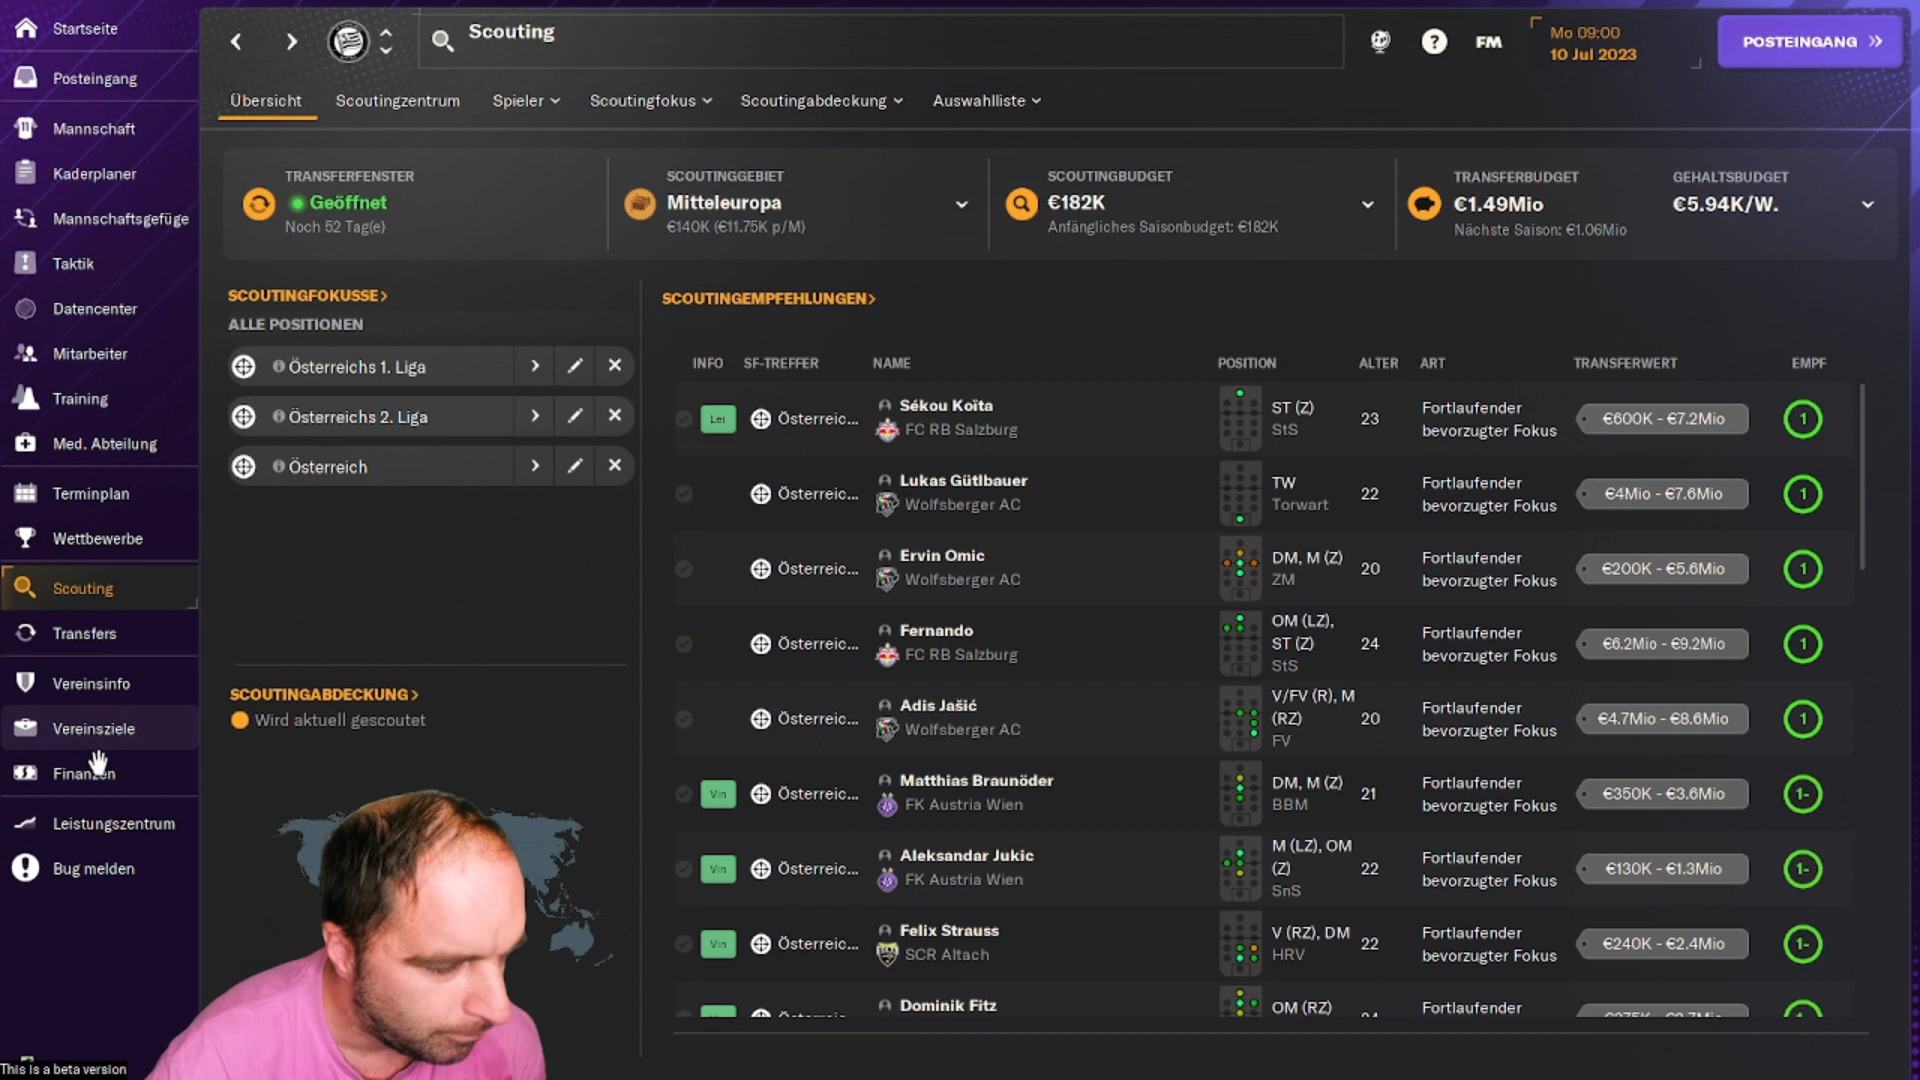 Startseite
Posteingang
Mannschaft
Kaderplaner
Mannschaftsgefüge
Taktik
Datencenter
Mitarbeiter
Training
Med. Abteilung
Terminplan
Wettbewerbe
Scouting
Transfers
Vereinsinfo
Vereinsziele
Finanzen
Leistungszentrum
Bug melden
This is a beta version
Scouting
?
FM
Mo 09:00
10 Jul 2023
POSTEINGANG
Übersicht
Scoutingzentrum
Spieler
Scoutingfokus
Scoutingabdeckung
Auswahlliste
TRANSFERFENSTER
Geöffnet
Noch 52 Tag(e)
SCOUTINGGEBIET
Mitteleuropa
€140K (€11.75K p/M)
SCOUTINGBUDGET
€182K
Anfängliches Saisonbudget: €182K
TRANSFERBUDGET
€1.49Mio
Nächste Saison: €1.06Mio
GEHALTSBUDGET
€5.94K/W.
SCOUTINGFOKUSSE>
ALLE POSITIONEN
Österreichs 1. Liga
Österreichs 2. Liga
Österreich
SCOUTINGABDECKUNG >
Wird aktuell gescoutet
SCOUTINGEMPFEHLUNGEN>
INFO SF-TREFFER NAME POSITION ALTER ART TRANSFERWERT EMPF
Lei Österreic... Sékou Koïta
FC RB Salzburg
ST (Z)
StS
23
Fortlaufender
bevorzugter Fokus
€600K - €7.2Mio
1
Österreic... Lukas Gütlbauer
Wolfsberger AC
TW
Torwart
22
Fortlaufender
bevorzugter Fokus
€4Mio - €7.6Mio
1
Österreic... Ervin Omic
Wolfsberger AC
DM, M (Z)
ZM
20
Fortlaufender
bevorzugter Fokus
€200K - €5.6Mio
1
Österreic... Fernando
FC RB Salzburg
OM (LZ),
ST (Z)
StS
24
Fortlaufender
bevorzugter Fokus
€6.2Mio - €9.2Mio
1
Österreic... Adis Jašić
Wolfsberger AC
V/FV (R), M
(RZ)
FV
20
Fortlaufender
bevorzugter Fokus
€4.7Mio - €8.6Mio
1
Vin Österreic... Matthias Braunöder
FK Austria Wien
DM, M (Z)
BBM
21
Fortlaufender
bevorzugter Fokus
€350K - €3.6Mio
1-
Vin Österreic... Aleksandar Jukic
FK Austria Wien
M (LZ), OM
(Z)
SnS
22
Fortlaufender
bevorzugter Fokus
€130K - €1.3Mio
1-
Vin Österreic... Felix Strauss
SCR Altach
V (RZ), DM
HRV
22
Fortlaufender
bevorzugter Fokus
€240K - €2.4Mio
1-
Dominik Fitz
OM (RZ)
Fortlaufender